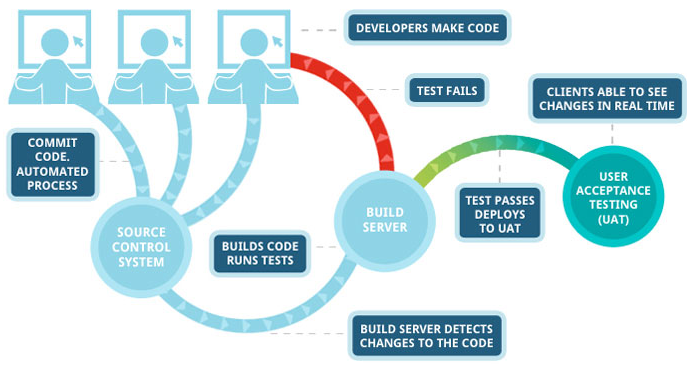 DEVELOPERS MAKE CODE
TEST FAILS
CLIENTS ABLE TO SEE
CHANGES IN REAL TIME
COMMIT
CODE,
AUTOMATED
PROCESS
SOURCE
CONTROL
SYSTEM
BUILDS CODE
RUNS TESTS
BUILD
SERVER
TEST PASSES
DEPLOYS
TO UAT
USER
ACCEPTANCE
TESTING
(UAT)
BUILD SERVER DETECTS
CHANGES TO THE CODE